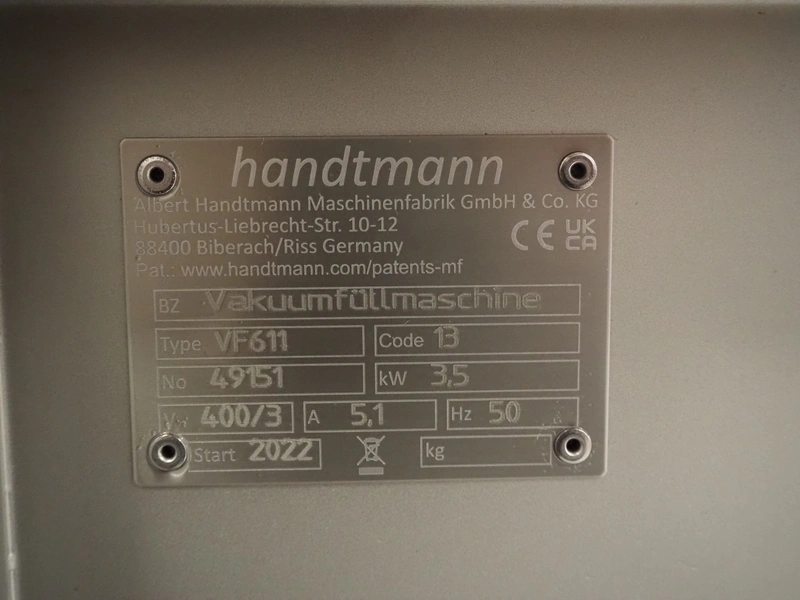 handtmann
Albert Handtmann Maschinenfabrik GmbH & Co. KG
Hubertus-Liebrecht-Str. 10-12
88400 Biberach/Riss Germany
CE UK CA
Pat.: www.handtmann.com/patents-mf
BZ Vakuumfüllmaschine
Type VF611 Code 13
No 49151 kW 3,5
400/3 A 5,1 Hz 50
Start 2022 kg